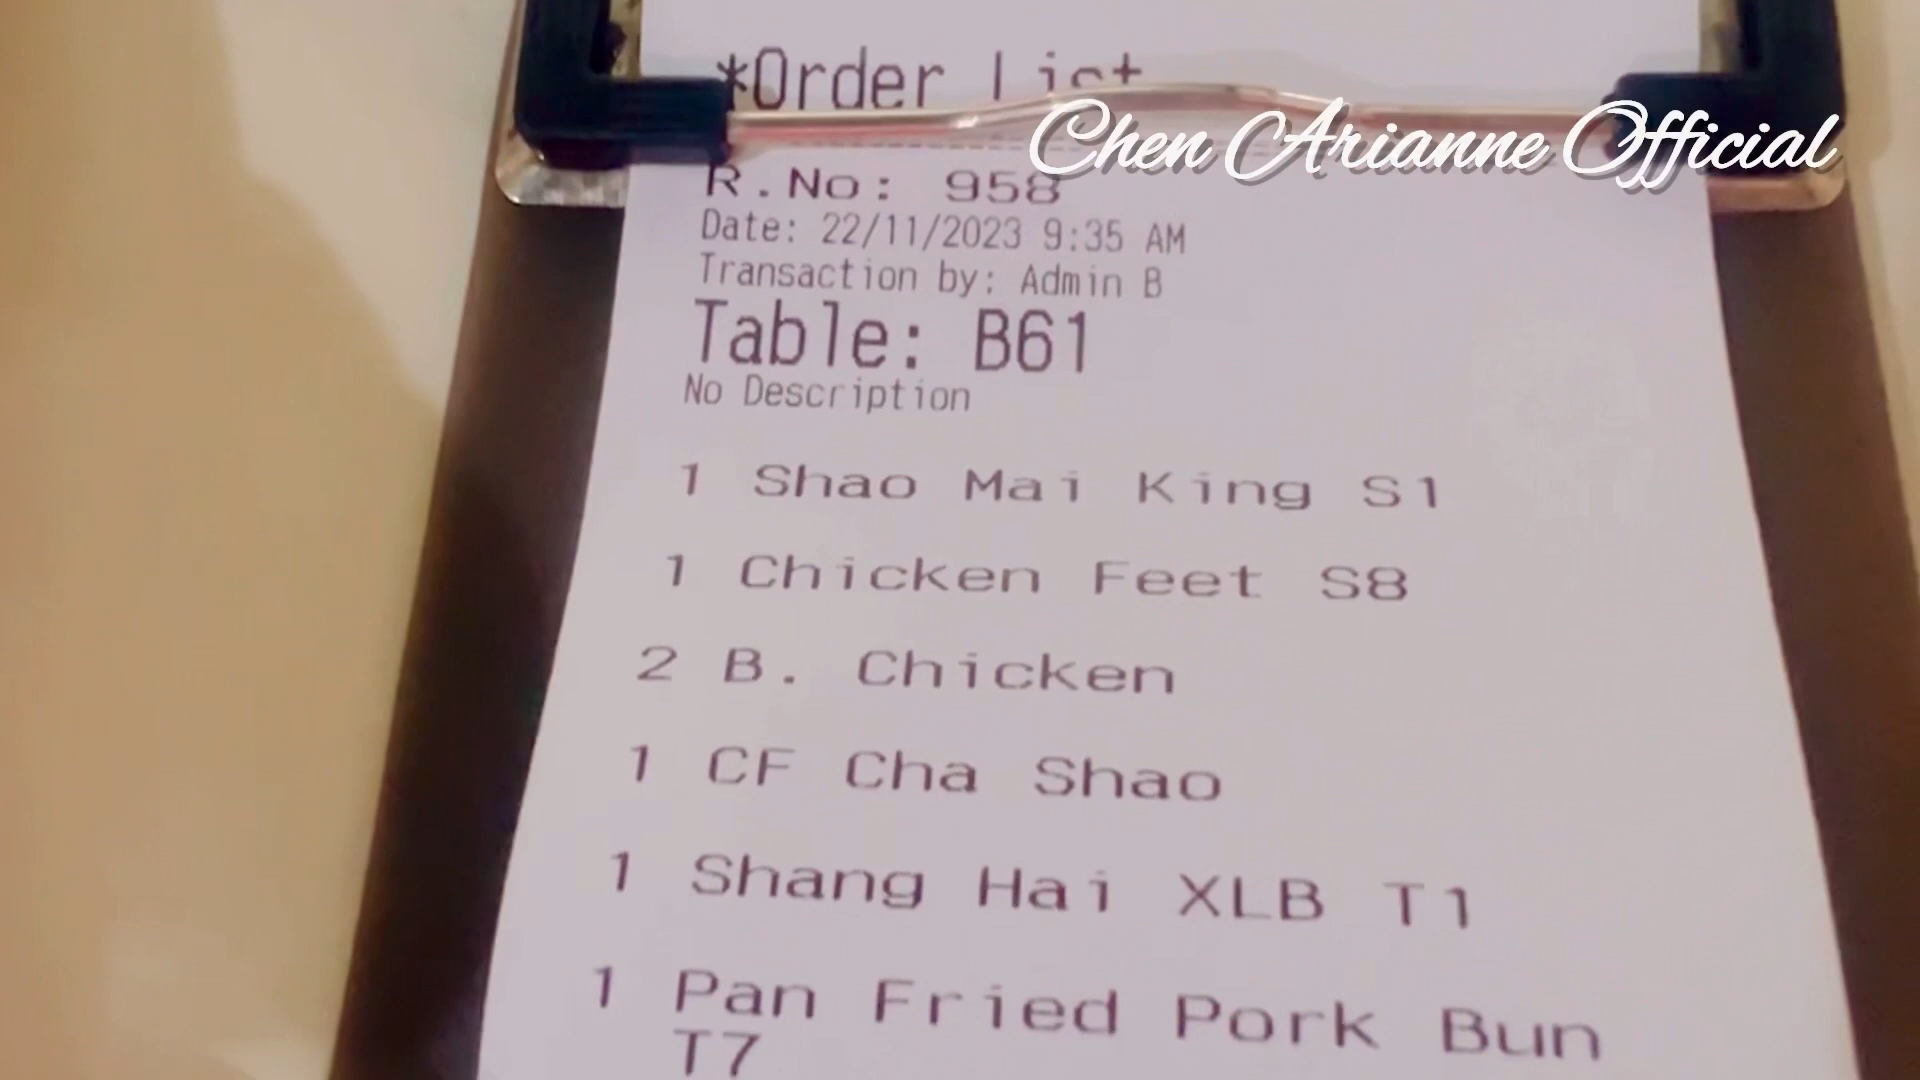 *Order List
Chen Arianne Official
R.No: 958
Date: 22/11/2023 9:35 AM
Transaction by: Admin B
Table: B61
No Description
1 Shao Mai King S1
1 Chicken Feet S8
2 B. Chicken
1 CF Cha Shao
1 Shang Hai XLB T1
1 Pan Fried Pork Bun
T7